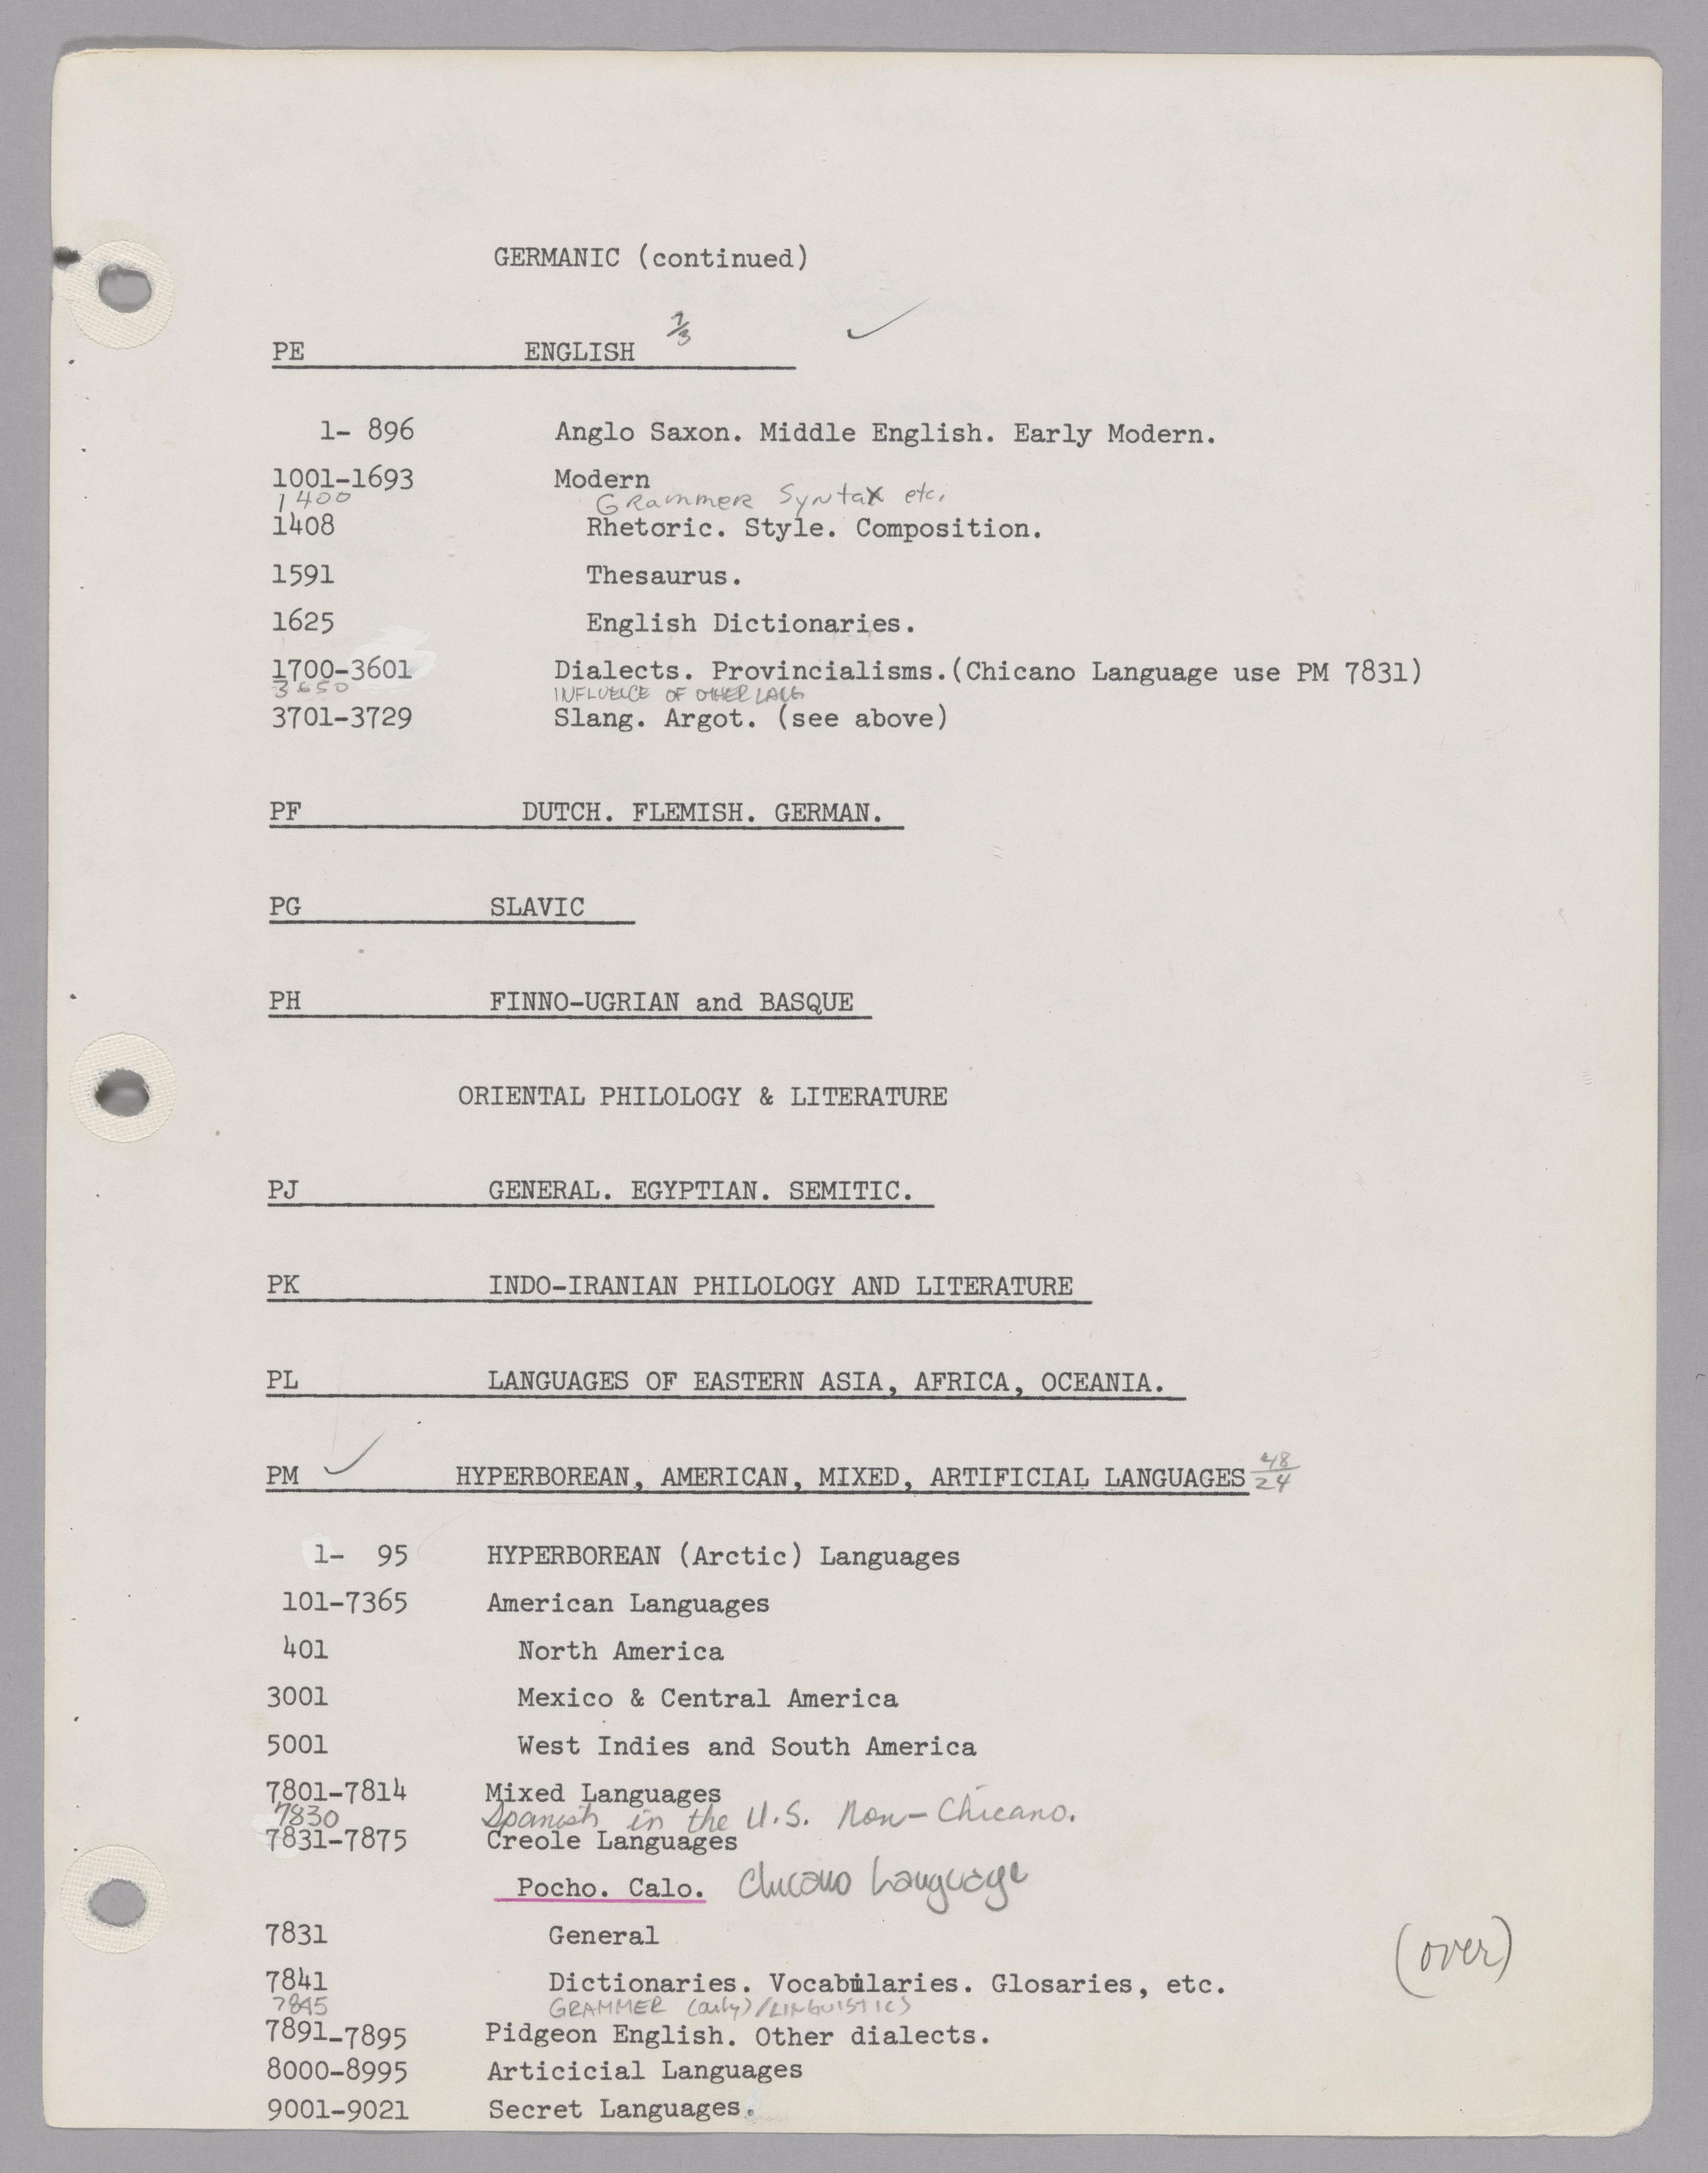 GERMANIC (continued)
PE ENGLISH
1- 896 Anglo Saxon. Middle English. Early Modern.
1001-1693 Modern
1400 Grammer Syntax etc.
1408 Rhetoric. Style. Composition.
1591 Thesaurus.
1625 English Dictionaries.
1700-3601 Dialects. Provincialisms.(Chicano Language use PM 7831)
3650 INFLUENCE OF OTHER LANG
3701-3729 Slang. Argot. (see above)
PF DUTCH. FLEMISH. GERMAN.
PG SLAVIC
PH FINNO-UGRIAN and BASQUE
ORIENTAL PHILOLOGY & LITERATURE
PJ GENERAL. EGYPTIAN. SEMITIC.
PK INDO-IRANIAN PHILOLOGY AND LITERATURE
PL LANGUAGES OF EASTERN ASIA, AFRICA, OCEANIA.
PM ✓ HYPERBOREAN, AMERICAN, MIXED, ARTIFICIAL LANGUAGES 48/24
1- 95 HYPERBOREAN (Arctic) Languages
101-7365 American Languages
401 North America
3001 Mexico & Central America
5001 West Indies and South America
7801-7814 Mixed Languages
7830 Spanish in the U.S. Non-Chicano.
7831-7875 Creole Languages
Pocho. Calo. Chicano Language
7831 General
(over)
7841 Dictionaries. Vocabularies. Glosaries, etc.
7845 GRAMMER (only)/LINGUISTICS
7891-7895 Pidgeon English. Other dialects.
8000-8995 Articicial Languages
9001-9021 Secret Languages.